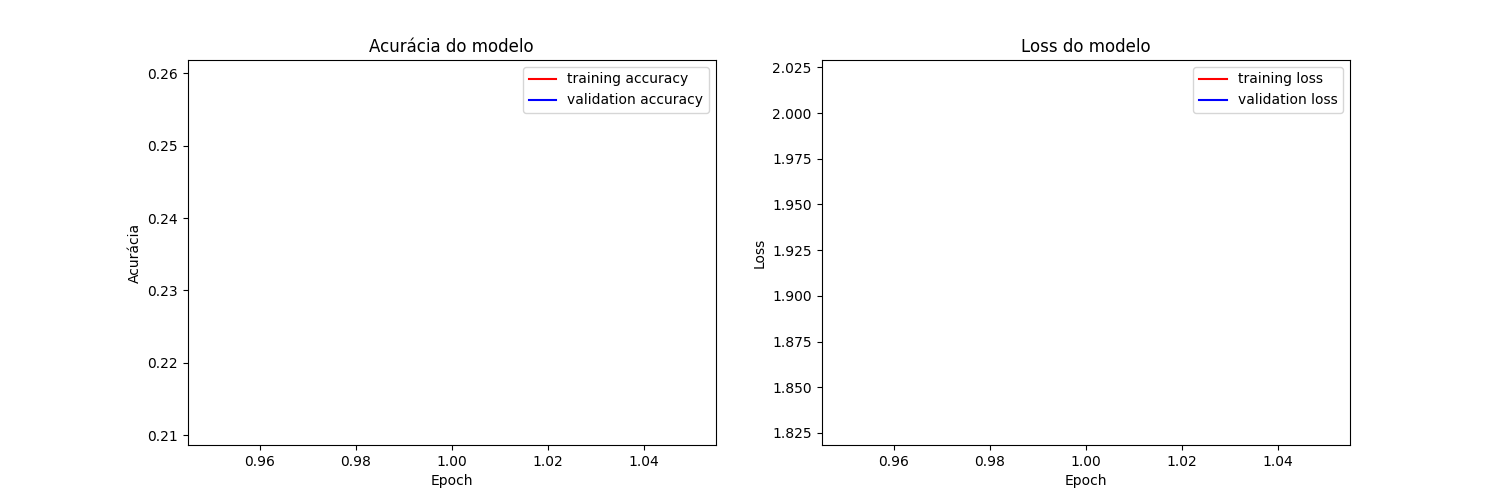 Acurácia do modelo
training accuracy
validation accuracy
0.26
0.25
0.24
0.23
0.22
0.21
Acurácia
0.96 0.98 1.00 1.02 1.04
Epoch
Loss do modelo
training loss
validation loss
2.025
2.000
1.975
1.950
1.925
1.900
1.875
1.850
1.825
Loss
0.96 0.98 1.00 1.02 1.04
Epoch